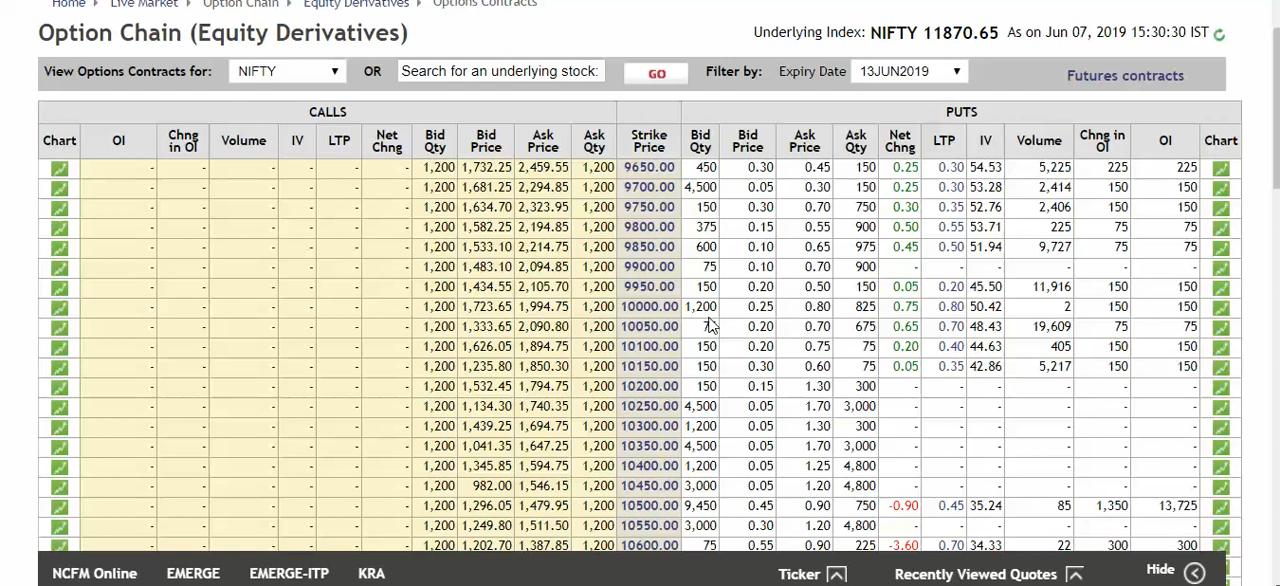 Home Live Market Option Chain Equity Derivatives Options Contracts
Option Chain (Equity Derivatives)
Underlying Index: NIFTY 11870.65 As on Jun 07, 2019 15:30:30 IST
View Options Contracts for: NIFTY OR Search for an underlying stock: GO Filter by: Expiry Date 13JUN2019 Futures contracts
CALLS PUTS
Chart OI Chng in OI Volume IV LTP Net Chng Bid Qty Bid Price Ask Price Ask Qty Strike Price Bid Qty Bid Price Ask Price Ask Qty Net Chng LTP IV Volume Chng in OI OI Chart
- - - - - - 1,200 1,732.25 2,459.55 1,200 9650.00 450 0.30 0.45 150 0.25 0.30 54.53 5,225 225 225
- - - - - - 1,200 1,681.25 2,294.85 1,200 9700.00 4,500 0.05 0.30 150 0.25 0.30 53.28 2,414 150 150
- - - - - - 1,200 1,634.70 2,323.95 1,200 9750.00 150 0.30 0.70 750 0.30 0.35 52.76 2,406 150 150
- - - - - - 1,200 1,582.25 2,194.85 1,200 9800.00 375 0.15 0.55 900 0.50 0.55 53.71 225 75 75
- - - - - - 1,200 1,533.10 2,214.75 1,200 9850.00 600 0.10 0.65 975 0.45 0.50 51.94 9,727 75 75
- - - - - - 1,200 1,483.10 2,094.85 1,200 9900.00 75 0.10 0.70 900 - - - - - -
- - - - - - 1,200 1,434.55 2,105.70 1,200 9950.00 150 0.20 0.50 150 0.05 0.20 45.50 11,916 150 150
- - - - - - 1,200 1,723.65 1,994.75 1,200 10000.00 1,200 0.25 0.80 825 0.75 0.80 50.42 2 150 150
- - - - - - 1,200 1,333.65 2,090.80 1,200 10050.00 0.20 0.70 675 0.65 0.70 48.43 19,609 75 75
- - - - - - 1,200 1,626.05 1,894.75 1,200 10100.00 150 0.20 0.75 75 0.20 0.40 44.63 405 150 150
- - - - - - 1,200 1,235.80 1,850.30 1,200 10150.00 150 0.30 0.60 75 0.05 0.35 42.86 5,217 150 150
- - - - - - 1,200 1,532.45 1,794.75 1,200 10200.00 150 0.15 1.30 300 - - - - - -
- - - - - - 1,200 1,134.30 1,740.35 1,200 10250.00 4,500 0.05 1.70 3,000 - - - - - -
- - - - - - 1,200 1,439.25 1,694.75 1,200 10300.00 1,200 0.05 1.30 300 - - - - - -
- - - - - - 1,200 1,041.35 1,647.25 1,200 10350.00 4,500 0.05 1.70 3,000 - - - - - -
- - - - - - 1,200 1,345.85 1,594.75 1,200 10400.00 1,200 0.05 1.25 4,800 - - - - - -
- - - - - - 1,200 982.00 1,546.15 1,200 10450.00 3,000 0.05 1.20 4,800 - - - - - -
- - - - - - 1,200 1,296.05 1,479.95 1,200 10500.00 9,450 0.45 0.90 750 -0.90 0.45 35.24 85 1,350 13,725
- - - - - - 1,200 1,249.80 1,511.50 1,200 10550.00 3,000 0.30 1.20 4,800 - - - - - -
- - - - - - 1,200 1,202.70 1,387.85 1,200 10600.00 75 0.55 0.90 225 -3.60 0.70 34.33 22 300 300
NCFM Online EMERGE EMERGE-ITP KRA Ticker Recently Viewed Quotes Hide